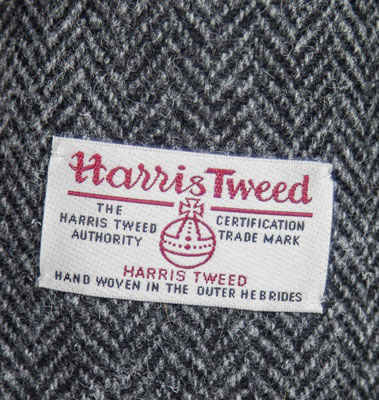 Harris Tweed
THE HARRIS TWEED AUTHORITY
CERTIFICATION TRADE MARK
HARRIS TWEED
HAND WOVEN IN THE OUTER HEBRIDES